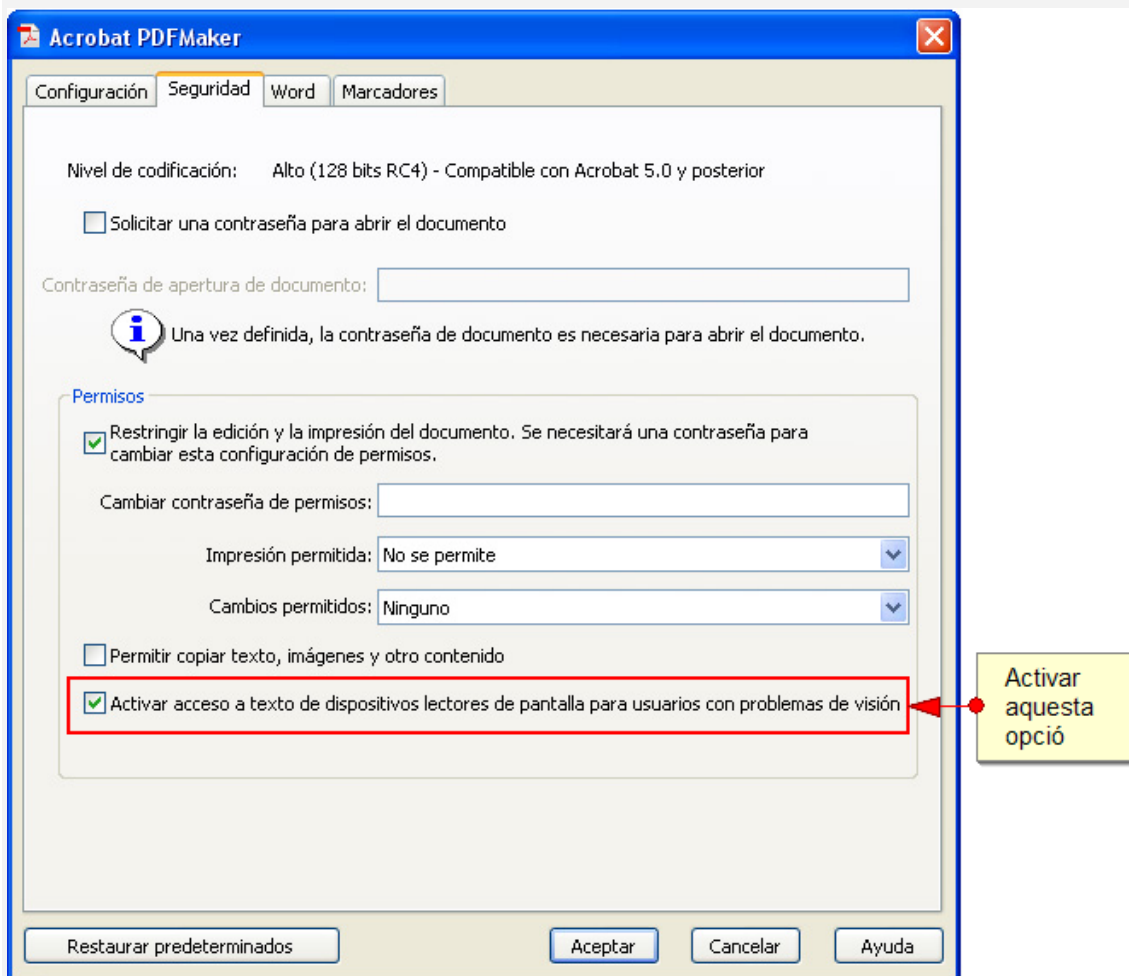 Acrobat PDFMaker
Configuración Seguridad Word Marcadores
Nivel de codificación: Alto (128 bits RC4) - Compatible con Acrobat 5.0 y posterior
Solicitar una contraseña para abrir el documento
Contraseña de apertura de documento:
Una vez definida, la contraseña de documento es necesaria para abrir el documento.
Permisos
Restringir la edición y la impresión del documento. Se necesitará una contraseña para
cambiar esta configuración de permisos.
Cambiar contraseña de permisos:
Impresión permitida: No se permite
Cambios permitidos: Ninguno
Permitir copiar texto, imágenes y otro contenido
Activar acceso a texto de dispositivos lectores de pantalla para usuarios con problemas de visión
Activar
aquesta
opció
Restaurar predeterminados Aceptar Cancelar Ayuda